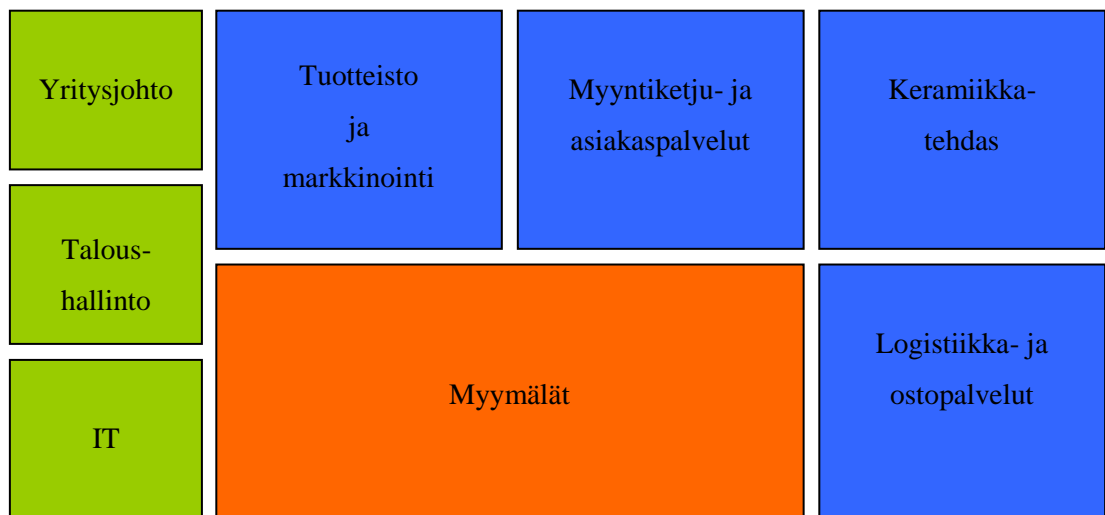 Yritysjohto
Tuotteisto
ja
markkinointi
Myyntiketju- ja
asiakaspalvelut
Keramiikka-
tehdas
Talous-
hallinto
Myymälät
Logistiikka- ja
ostopalvelut
IT